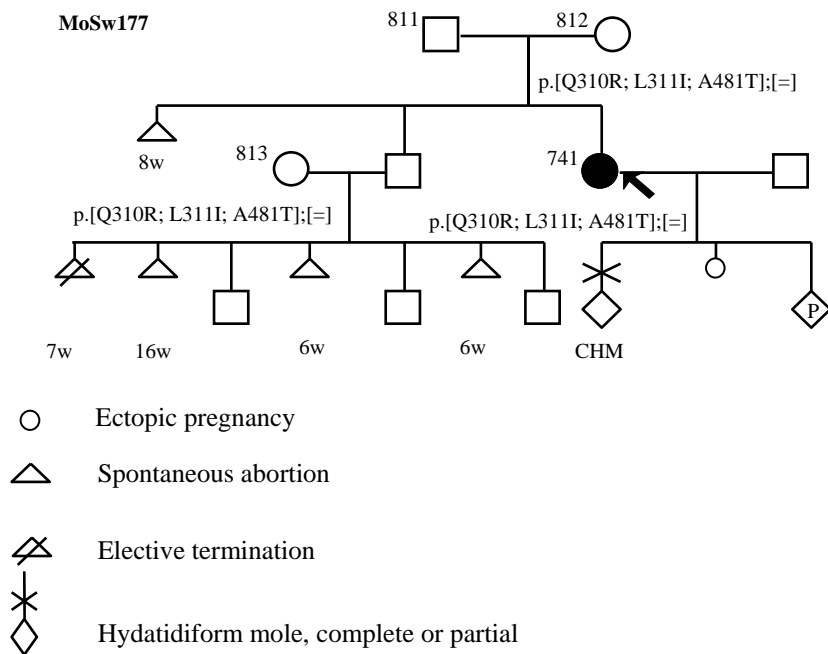 MoSw177
811
812
p.[Q310R; L311I; A481T];[=]
8w
813
741
p.[Q310R; L311I; A481T];[=]
p.[Q310R; L311I; A481T];[=]
P
7w
16w
6w
6w
CHM
Ectopic pregnancy
Spontaneous abortion
Elective termination
Hydatidiform mole, complete or partial